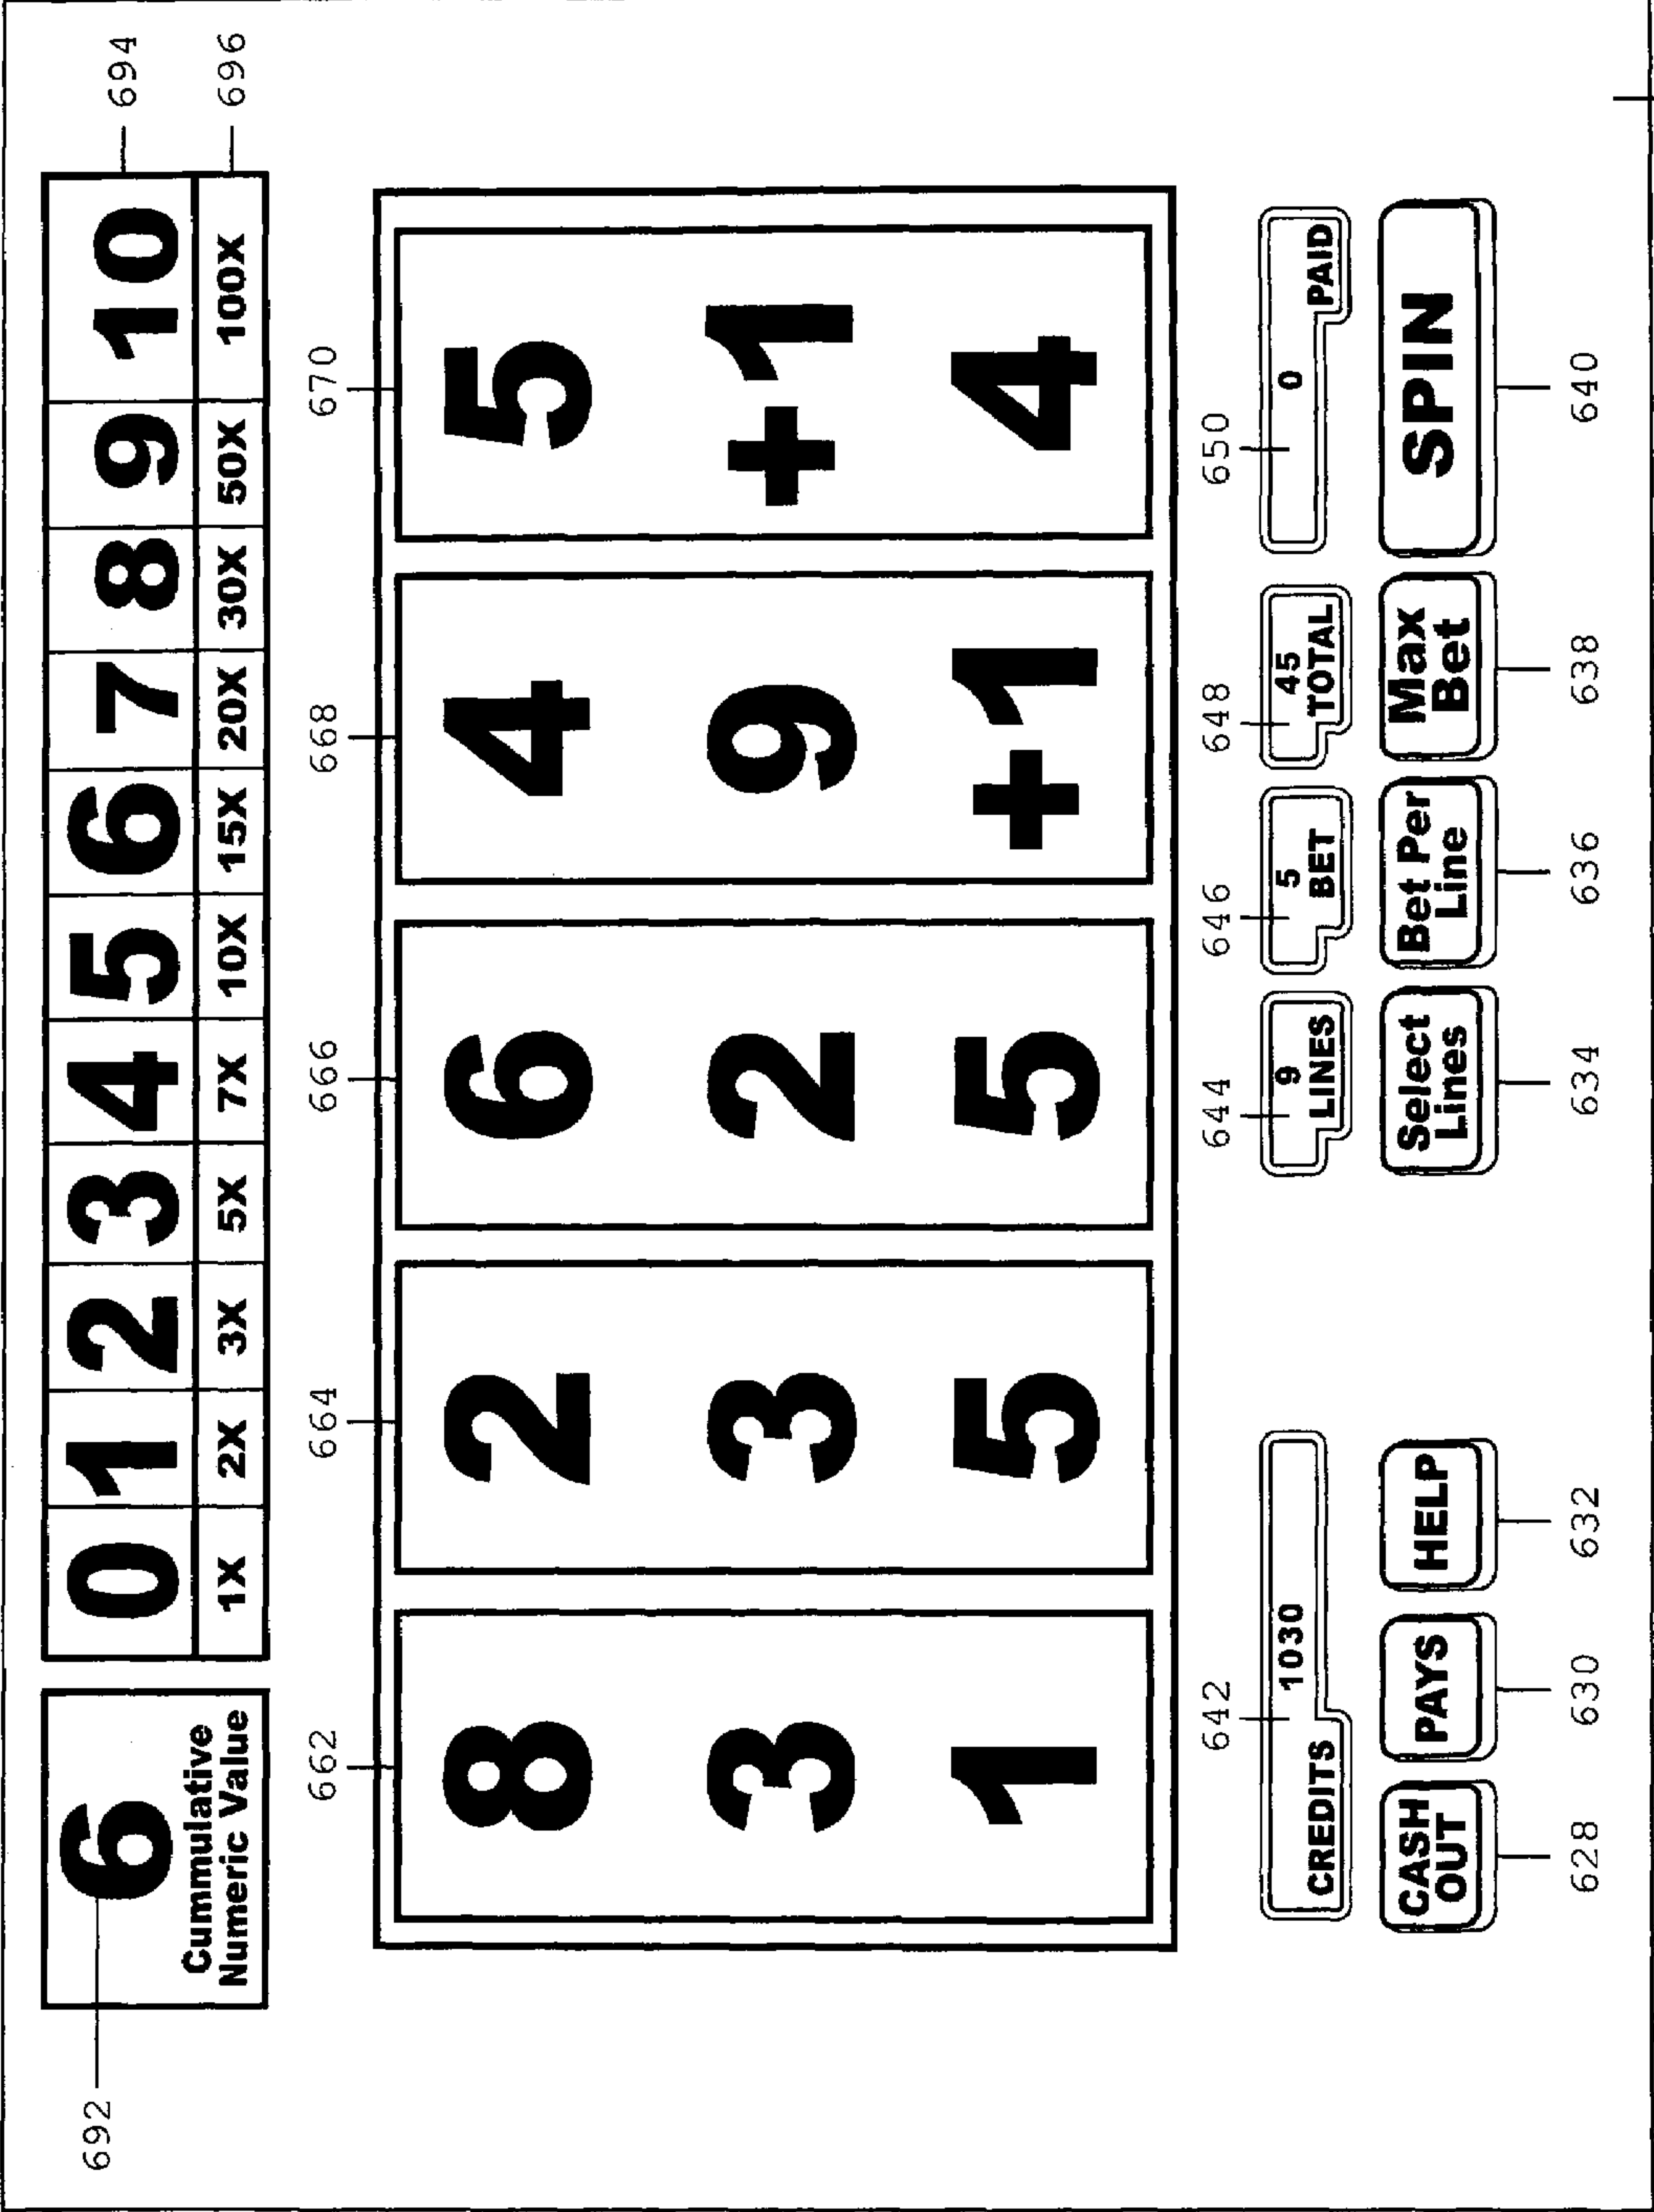 692
6
Cummulative
Numeric Value
0 1 2 3 4 5 6 7 8 9 10
694
1X 2X 3X 5X 7X 10X 15X 20X 30X 50X 100X
696
662 664 666 668 670
8 2 6 4 5
3 3 2 9 +1
1 5 5 +1 4
642 644 646 648 650
1030 9 5 45 0
CREDITS LINES BET TOTAL PAID
CASH OUT
PAYS
HELP
Select Lines
Bet Per Line
Max Bet
SPIN
628 630 632 634 636 638 640